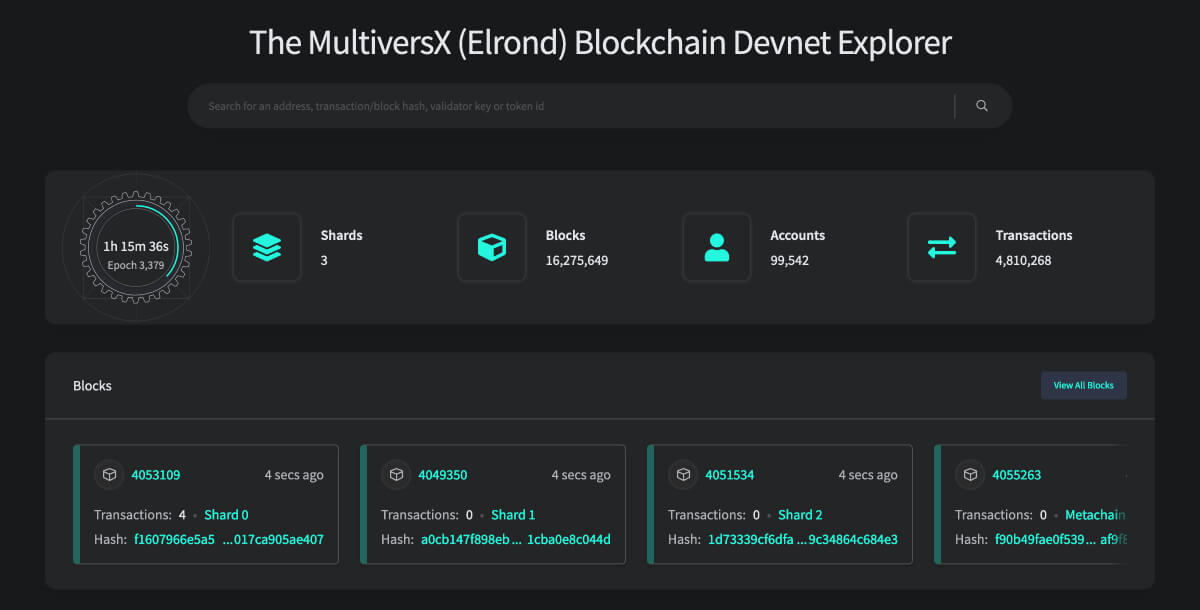 The MultiversX (Elrond) Blockchain Devnet Explorer
Search for an address, transaction/block hash, validator key or token id
1h 15m 36s
Epoch 3,379
Shards
3
Blocks
16,275,649
Accounts
99,542
Transactions
4,810,268
Blocks
View All Blocks
4053109 4 secs ago
Transactions: 4 • Shard 0
Hash: f1607966e5a5 ...017ca905ae407
4049350 4 secs ago
Transactions: 0 • Shard 1
Hash: a0cb147f898eb... 1cba0e8c044d
4051534 4 secs ago
Transactions: 0 • Shard 2
Hash: 1d73339cf6dfa ...9c34864c684e3
4055263
Transactions: 0 • Metachain
Hash: f90b49fae0f539... af9f8